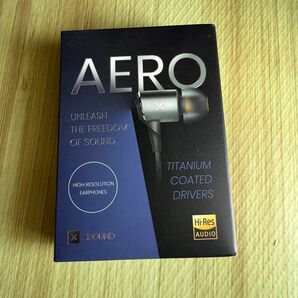 AERO
UNLEASH
THE FREEDOM
OF SOUND
X
HIGH RESOLUTION
EARPHONES
TITANIUM
COATED
DRIVERS
Hi-Res
AUDIO